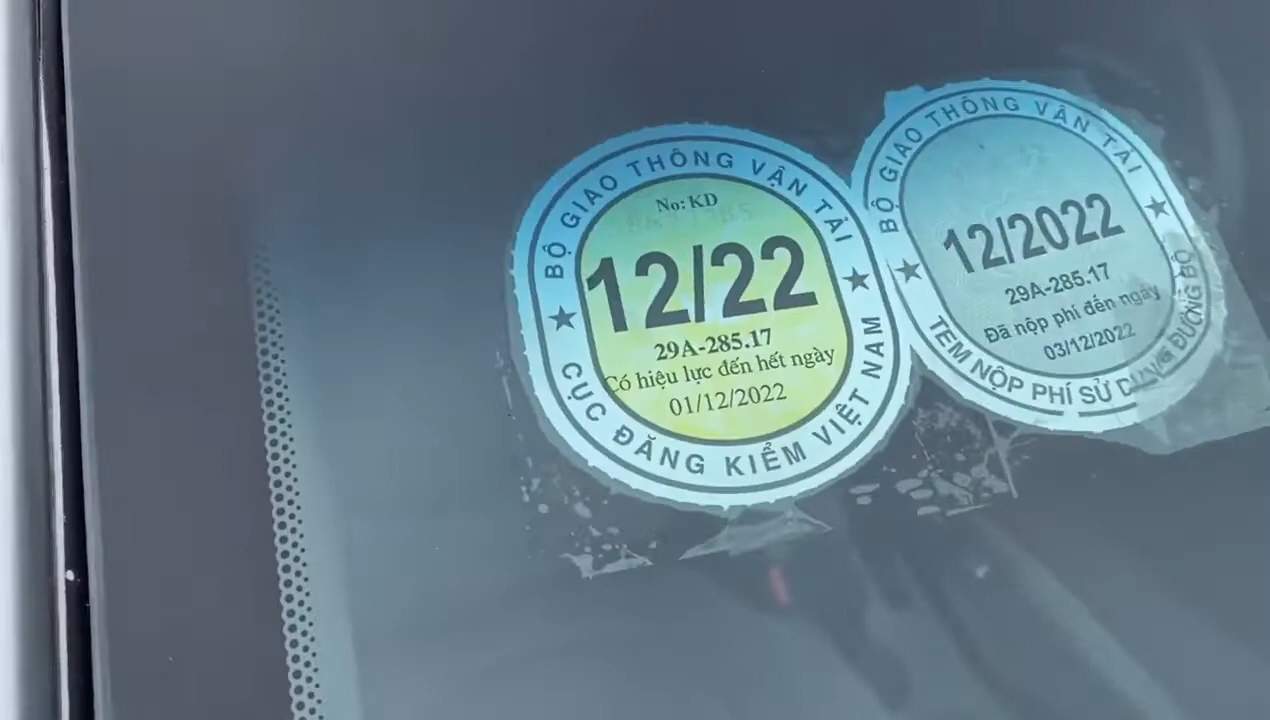 BỘ GIAO THÔNG VẬN TẢI
No: KD
12/22
29A-285.17
Có hiệu lực đến hết ngày
01/12/2022
CỤC ĐĂNG KIỂM VIỆT NAM
BỘ GIAO THÔNG VẬN TẢI
12/2022
29A-285.17
Đã nộp phí đến ngày
03/12/2022
TEM NỘP PHÍ SỬ DỤNG ĐƯỜNG BỘ